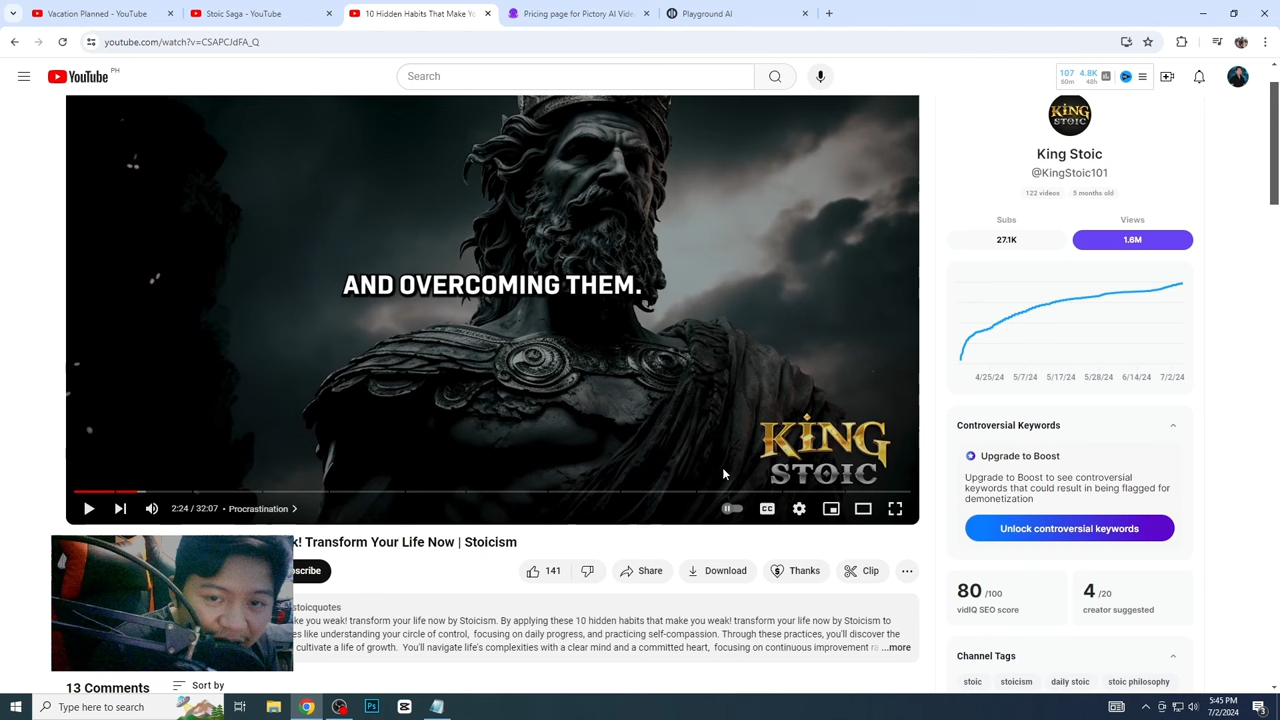 Vacation Planned - YouTube
Stoic Saga - YouTube
10 Hidden Habits That Make Yo
Pricing page for Pictory AI Vide
Playground AI
youtube.com/watch?v=CSAPCJdFA_Q
YouTube PH
Search
107 4.8K
60m 48h
KING
STOIC
King Stoic
@KingStoic101
122 videos 5 months old
Subs Views
27.1K 1.6M
AND OVERCOMING THEM.
4/25/24 5/7/24 5/17/24 5/28/24 6/14/24 7/2/24
Controversial Keywords
Upgrade to Boost
Upgrade to Boost to see controversial
keywords that could result in being flagged for
demonetization
Unlock controversial keywords
KING
STOIC
2:24 / 32:07 • Procrastination
CC
k! Transform Your Life Now | Stoicism
scribe
141
Share
Download
Thanks
Clip
80 /100
vidIQ SEO score
4 /20
creator suggested
stoicquotes
ke you weak! transform your life now by Stoicism. By applying these 10 hidden habits that make you weak! transform your life now by Stoicism to
es like understanding your circle of control, focusing on daily progress, and practicing self-compassion. Through these practices, you'll discover the
cultivate a life of growth. You'll navigate life's complexities with a clear mind and a committed heart, focusing on continuous improvement ra ...more
Channel Tags
stoic stoicism daily stoic stoic philosophy
13 Comments
Sort by
Type here to search
Ps
5:45 PM
7/2/2024
3